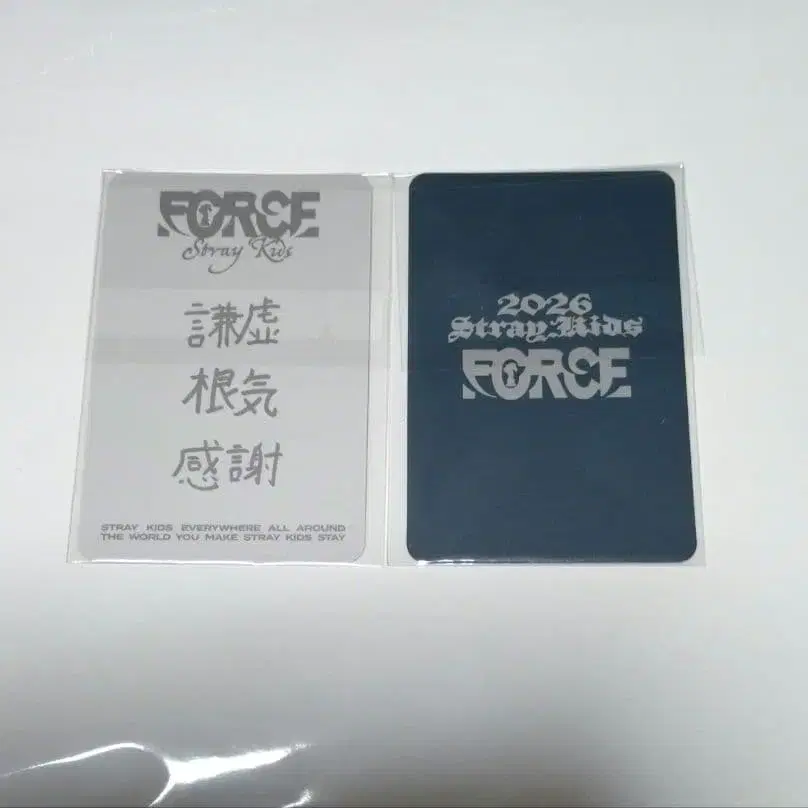 FORCE
Stray Kids
謙虚
根気
感謝
STRAY KIDS EVERYWHERE ALL AROUND
THE WORLD YOU MAKE STRAY KIDS STAY
2026
Stray Kids
FORCE